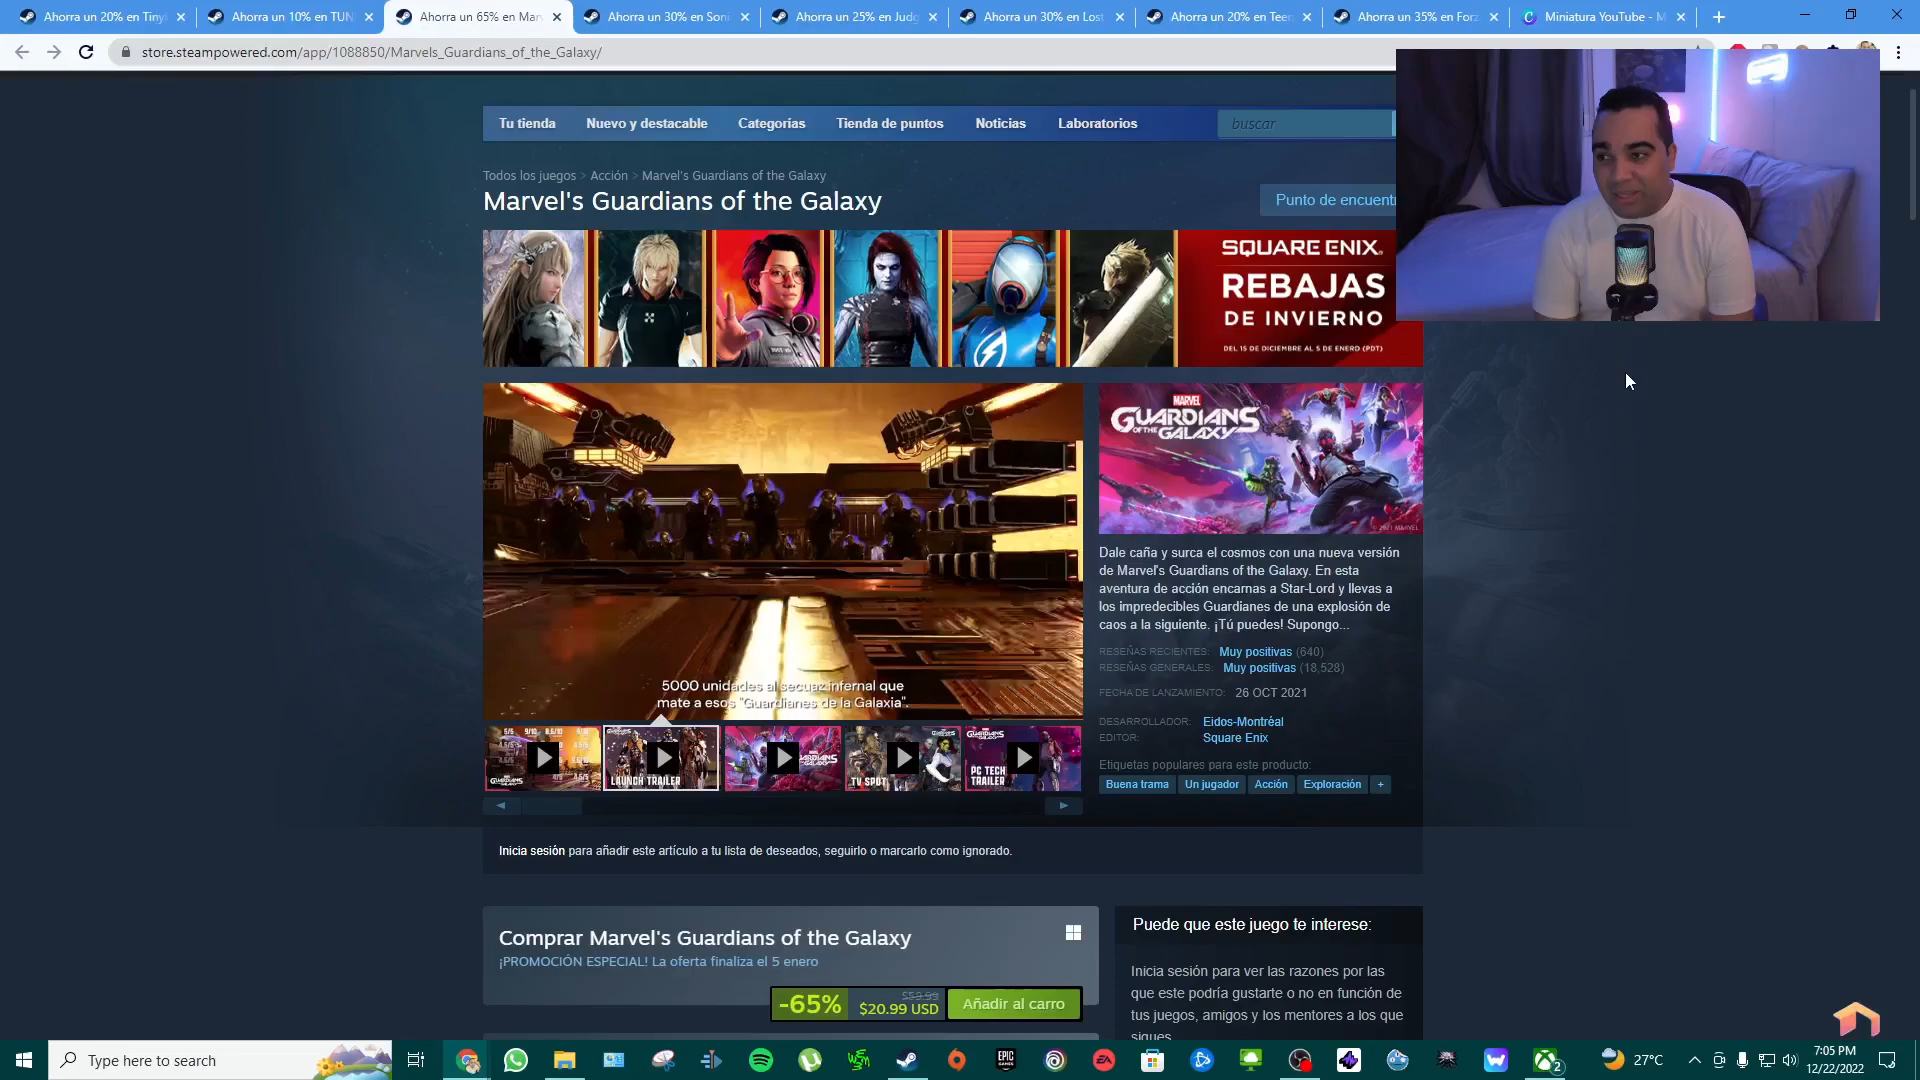 Ahorra un 20% en Tiny
Ahorra un 10% en TUN
Ahorra un 65% en Mar
Ahorra un 30% en Soni
Ahorra un 25% en Judg
Ahorra un 30% en Lost
Ahorra un 20% en Teen
Ahorra un 35% en Forz
Miniatura YouTube - M
store.steampowered.com/app/1088850/Marvels_Guardians_of_the_Galaxy/
Tu tienda Nuevo y destacable Categorías Tienda de puntos Noticias Laboratorios buscar
Todos los juegos > Acción > Marvel's Guardians of the Galaxy
Marvel's Guardians of the Galaxy
Punto de encuentr
SQUARE ENIX.
REBAJAS
DE INVIERNO
DEL 15 DE DICIEMBRE AL 5 DE ENERO (PDT)
MARVEL
GUARDIANS
OF THE
GALAXY
© 2021 MARVEL
Dale caña y surca el cosmos con una nueva versión
de Marvel's Guardians of the Galaxy. En esta
aventura de acción encarnas a Star-Lord y llevas a
los impredecibles Guardianes de una explosión de
caos a la siguiente. ¡Tú puedes! Supongo...
RESEÑAS RECIENTES: Muy positivas (640)
RESEÑAS GENERALES: Muy positivas (18,528)
FECHA DE LANZAMIENTO: 26 OCT 2021
DESARROLLADOR: Eidos-Montréal
EDITOR: Square Enix
Etiquetas populares para este producto:
Buena trama Un jugador Acción Exploración +
5000 unidades al secuaz infernal que
mate a esos "Guardianes de la Galaxia".
LAUNCH TRAILER
TV SPOT
PC TECH
TRAILER
Inicia sesión para añadir este artículo a tu lista de deseados, seguirlo o marcarlo como ignorado.
Comprar Marvel's Guardians of the Galaxy
¡PROMOCIÓN ESPECIAL! La oferta finaliza el 5 enero
-65% $59.99 $20.99 USD Añadir al carro
Puede que este juego te interese:
Inicia sesión para ver las razones por las
que este podría gustarte o no en función de
tus juegos, amigos y los mentores a los que
sigues.
Type here to search
EPIC
GAMES
EA
2
27°C
7:05 PM
12/22/2022